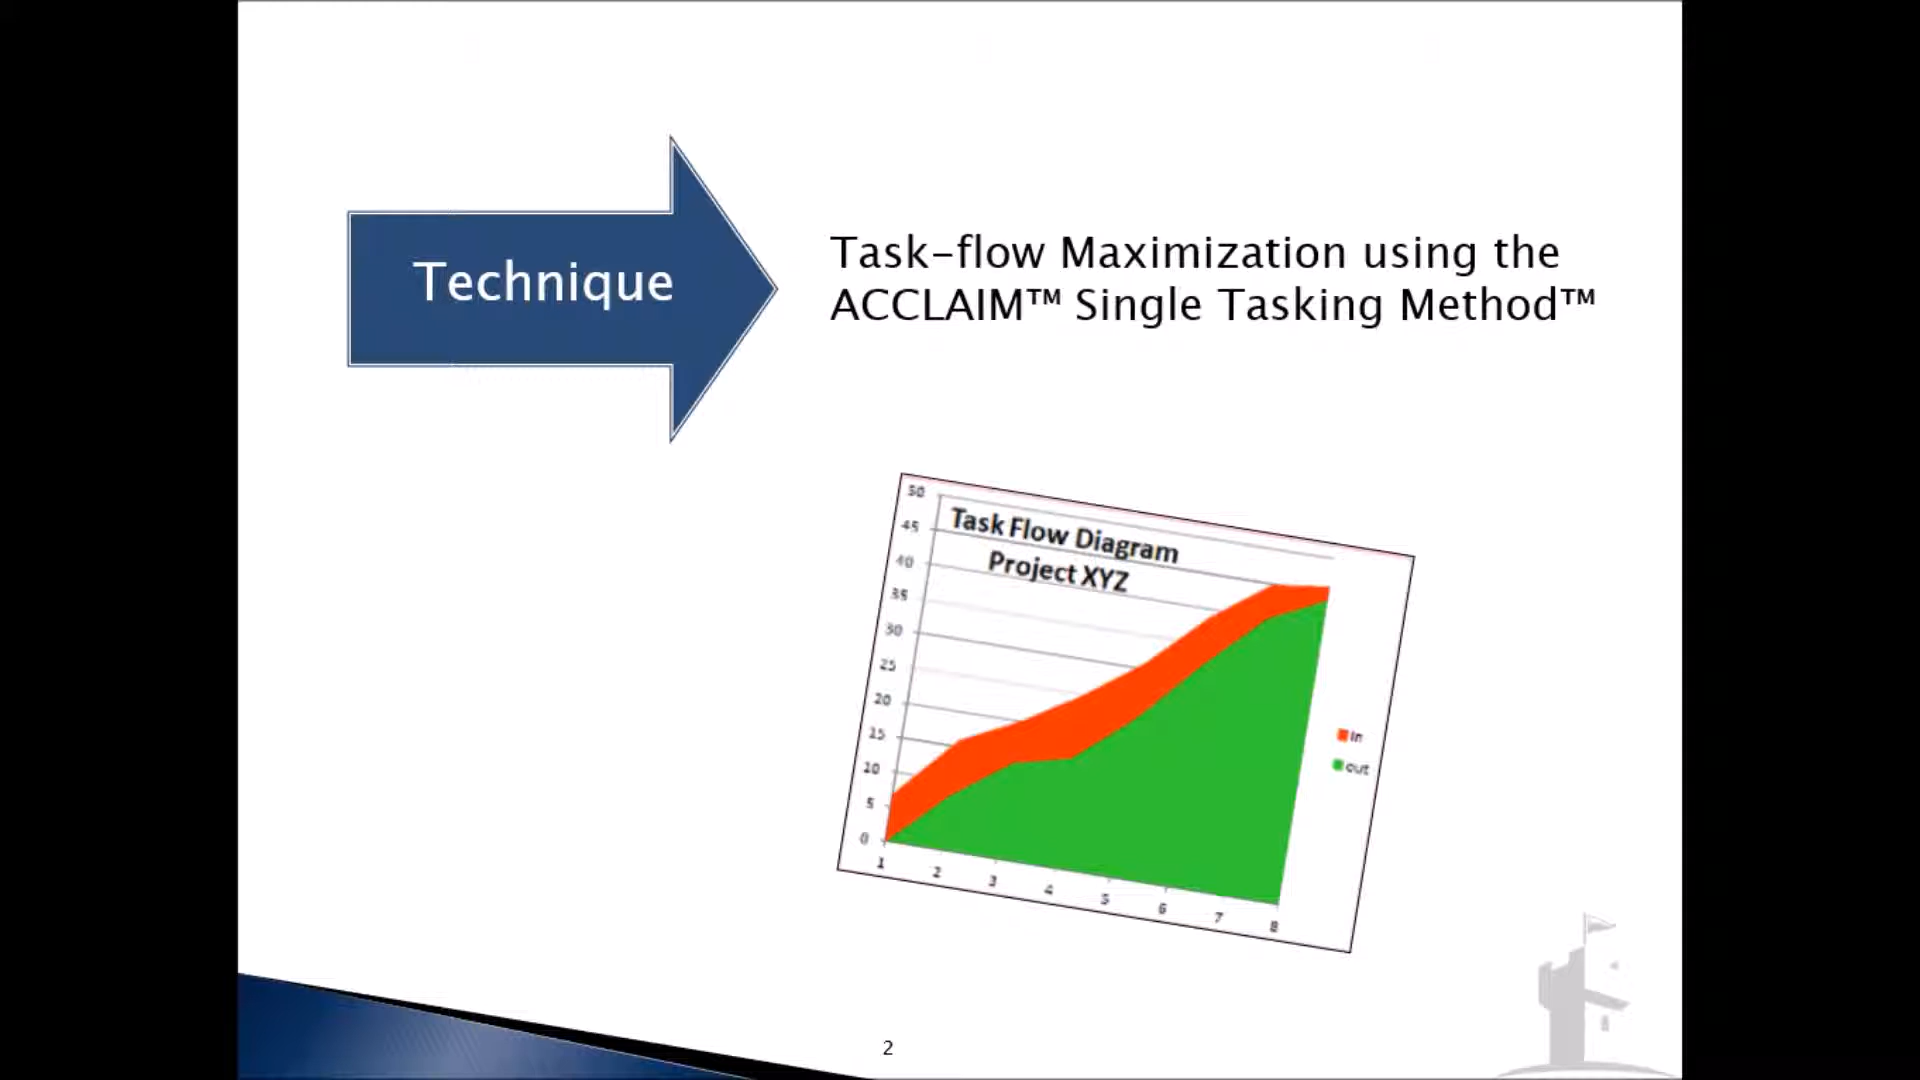 Technique
Task-flow Maximization using the
ACCLAIM™ Single Tasking Method™
Task Flow Diagram
Project XYZ
50
45
40
35
30
25
20
15
10
5
0
1 2 3 4 5 6 7 8
in
out
2